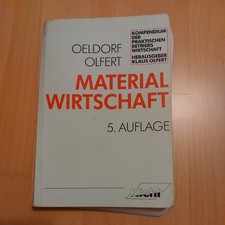 OELDORF
OLFERT
KOMPENDIUM
DER
PRAKTISCHEN
BETRIEBS
WIRTSCHAFT
HERAUSGEBER
KLAUS OLFERT
MATERIAL
WIRTSCHAFT
5. AUFLAGE